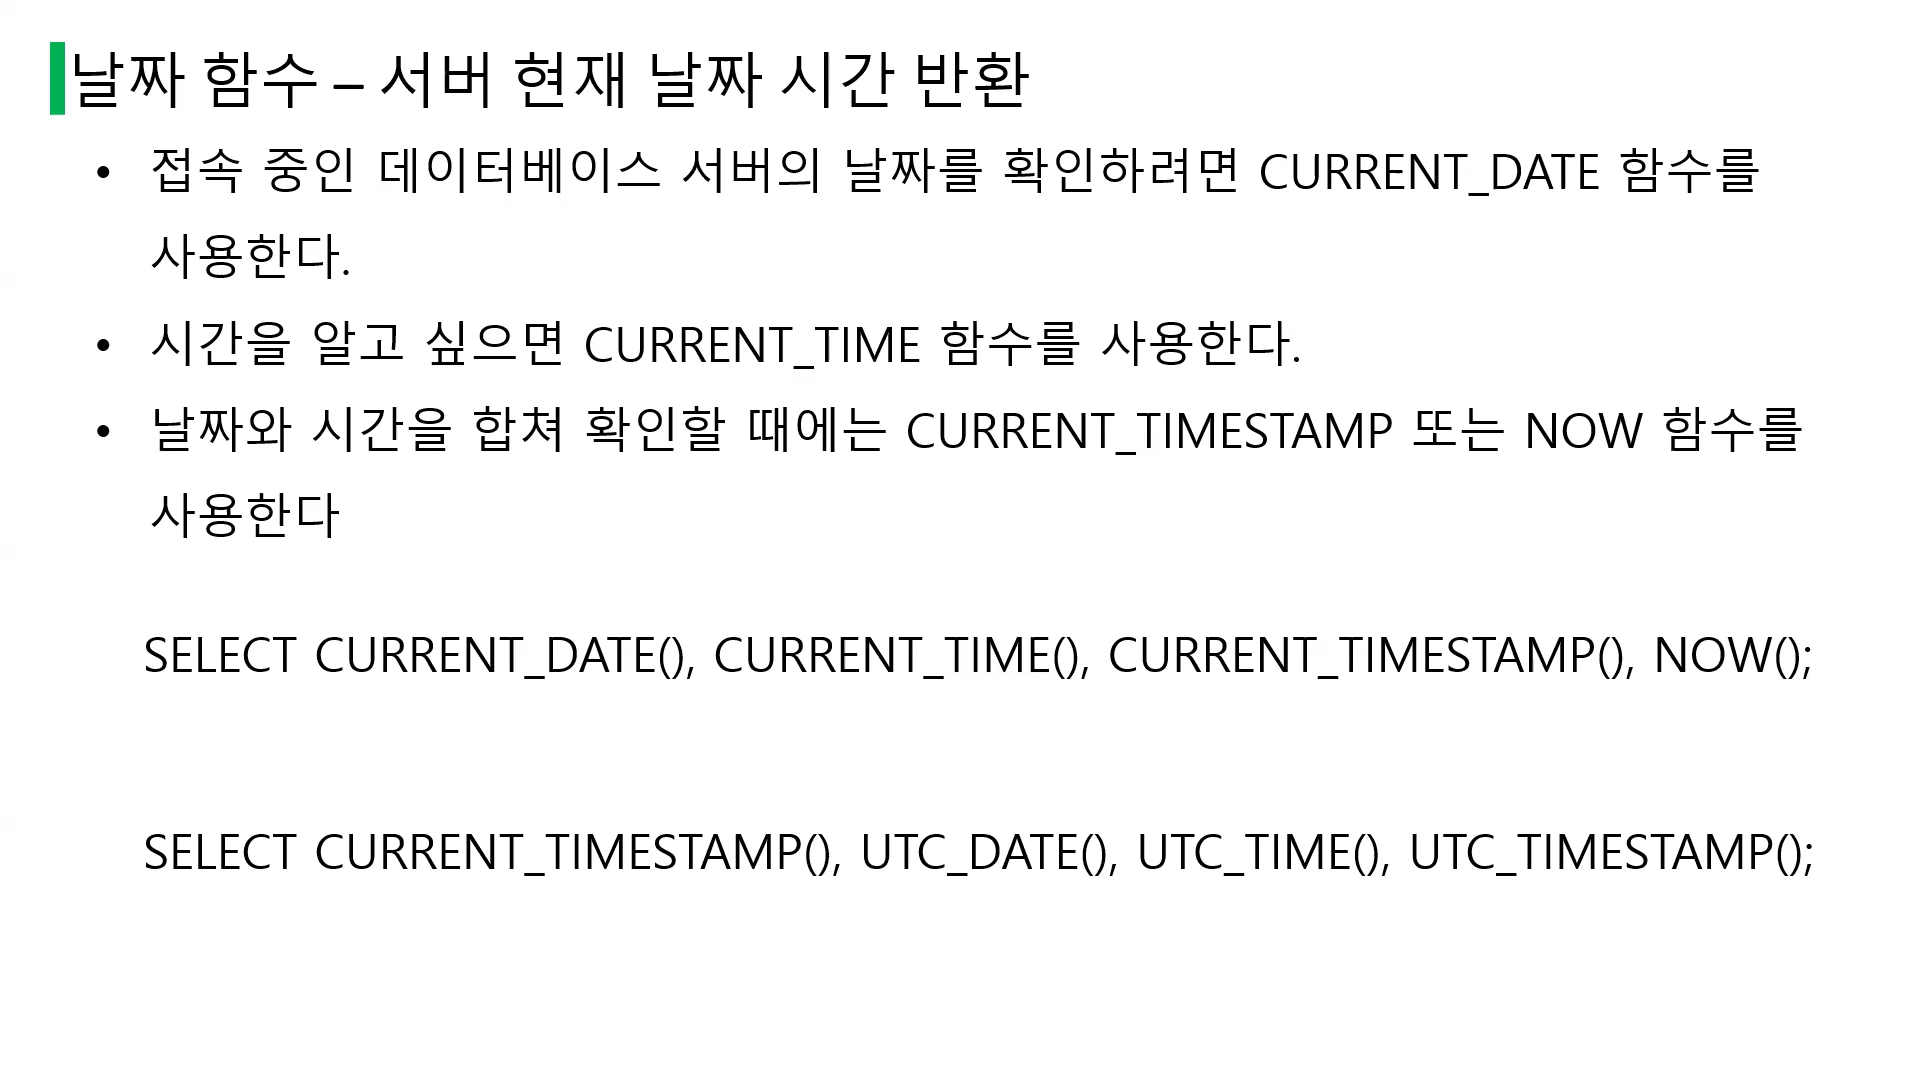 날짜 함수 – 서버 현재 날짜 시간 반환
• 접속 중인 데이터베이스 서버의 날짜를 확인하려면 CURRENT_DATE 함수를
사용한다.
• 시간을 알고 싶으면 CURRENT_TIME 함수를 사용한다.
• 날짜와 시간을 합쳐 확인할 때에는 CURRENT_TIMESTAMP 또는 NOW 함수를
사용한다
SELECT CURRENT_DATE(), CURRENT_TIME(), CURRENT_TIMESTAMP(), NOW();
SELECT CURRENT_TIMESTAMP(), UTC_DATE(), UTC_TIME(), UTC_TIMESTAMP();